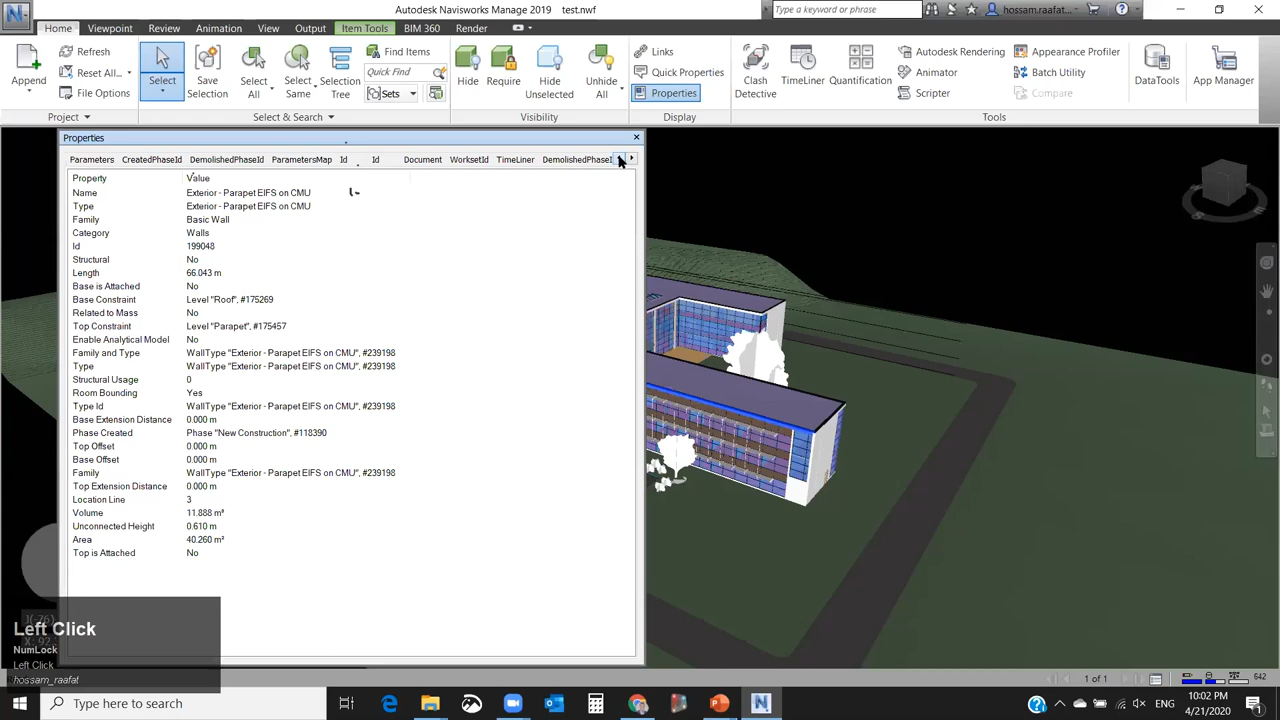 Autodesk Navisworks Manage 2019 test.nwf
Type a keyword or phrase
hossam.raafat...
Home Viewpoint Review Animation View Output Item Tools BIM 360 Render
Append
Refresh
Reset All...
File Options
Project
Select
Save Selection
Select All
Select Same
Selection Tree
Find Items
Quick Find
Sets
Select & Search
Hide
Require
Hide Unselected
Unhide All
Visibility
Links
Quick Properties
Properties
Display
Clash Detective
TimeLiner
Quantification
Autodesk Rendering
Animator
Scripter
Appearance Profiler
Batch Utility
Compare
DataTools
App Manager
Tools
Properties
Parameters CreatedPhaseId DemolishedPhaseId ParametersMap Id Id Document WorksetId TimeLiner DemolishedPhaseI
Property Value
Name Exterior - Parapet EIFS on CMU
Type Exterior - Parapet EIFS on CMU
Family Basic Wall
Category Walls
Id 199048
Structural No
Length 66.043 m
Base is Attached No
Base Constraint Level "Roof", #175269
Related to Mass No
Top Constraint Level "Parapet", #175457
Enable Analytical Model No
Family and Type WallType "Exterior - Parapet EIFS on CMU", #239198
Type WallType "Exterior - Parapet EIFS on CMU", #239198
Structural Usage 0
Room Bounding Yes
Type Id WallType "Exterior - Parapet EIFS on CMU", #239198
Base Extension Distance 0.000 m
Phase Created Phase "New Construction", #118390
Top Offset 0.000 m
Base Offset 0.000 m
Family WallType "Exterior - Parapet EIFS on CMU", #239198
Top Extension Distance 0.000 m
Location Line 3
Volume 11.888 m³
Unconnected Height 0.610 m
Area 40.260 m²
Top is Attached No
Left Click
NumLock
Left Click
hossam_raafat
1 of 1
642
Type here to search
ENG
10:02 PM
4/21/2020